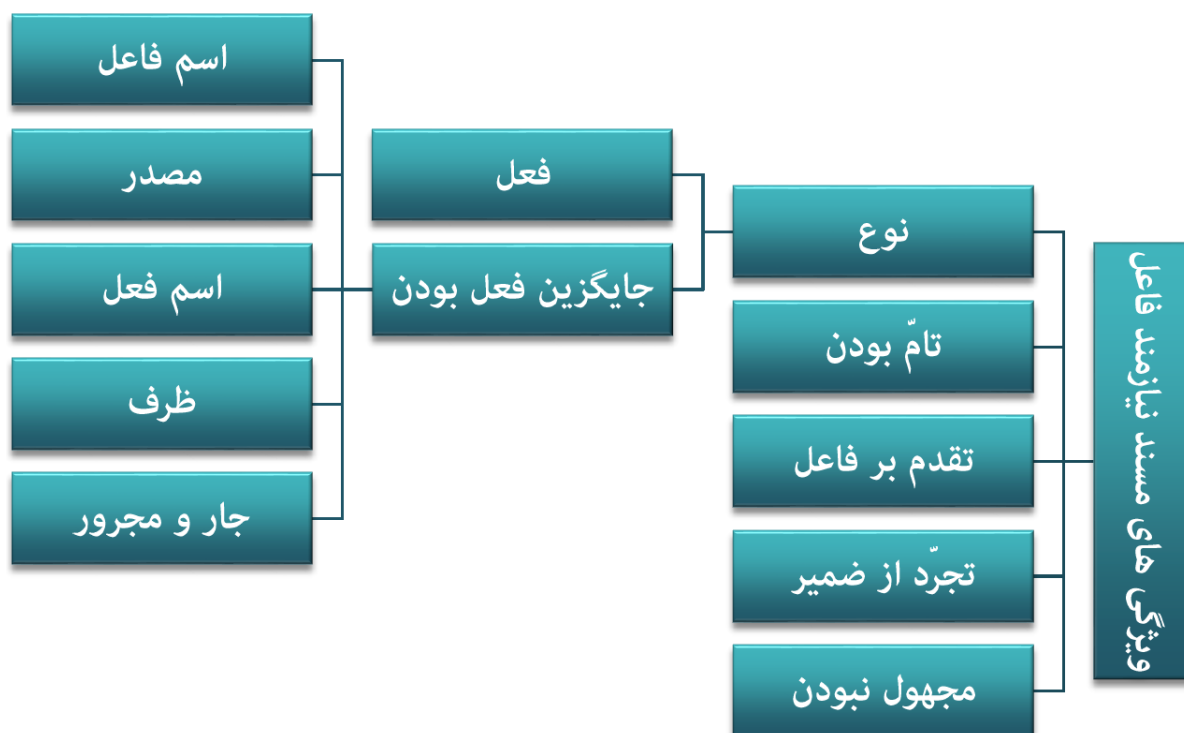 ویژگی های مسند نیازمند فاعل
نوع
تامّ بودن
تقدم بر فاعل
تجرّد از ضمیر
مجهول نبودن
فعل
جایگزین فعل بودن
اسم فاعل
مصدر
اسم فعل
ظرف
جار و مجرور